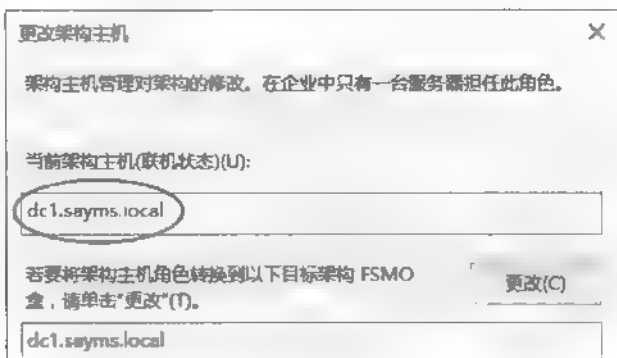 更改架构主机
架构主机管理对架构的修改。在企业中只有一台服务器担任此角色。
当前架构主机(联机状态)(U):
dc1.sayms.local
若要将架构主机角色转换到以下目标架构 FSMO
盒，请单击"更改"(T)。
更改(C)
dc1.sayms.local